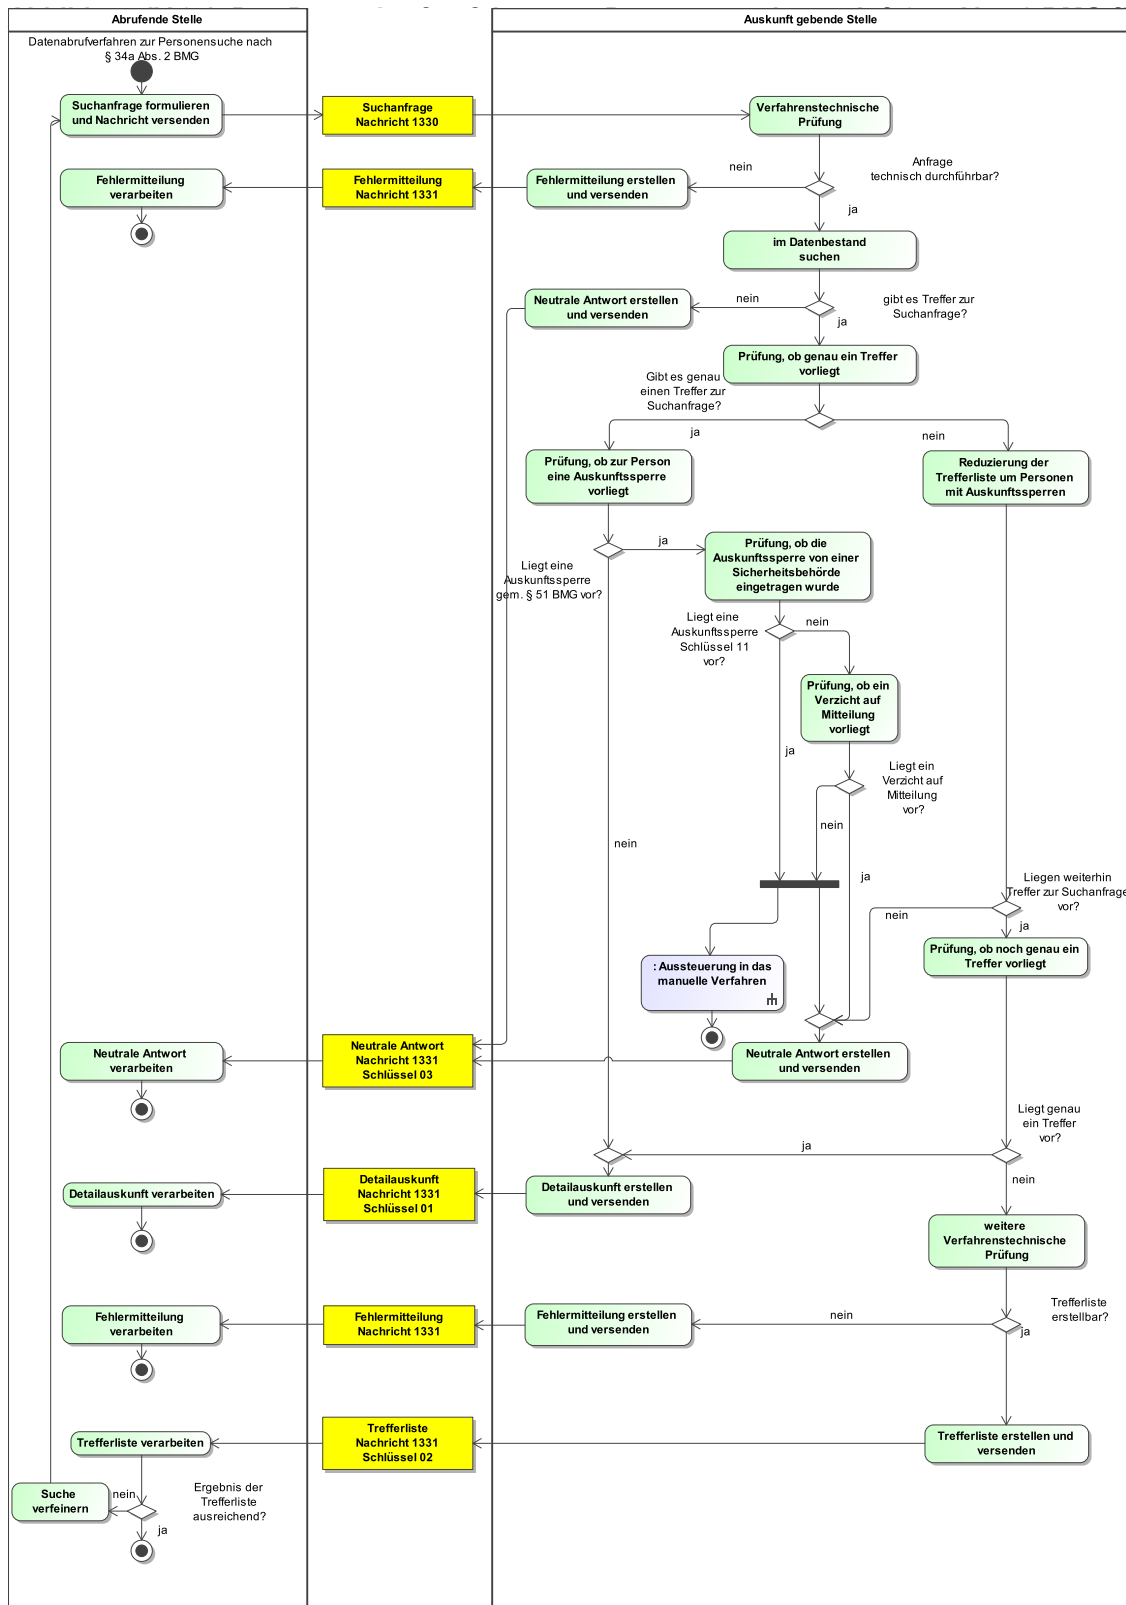 Abrufende Stelle
Auskunft gebende Stelle
Datenabrufverfahren zur Personensuche nach
§ 34a Abs. 2 BMG
Suchanfrage formulieren
und Nachricht versenden
Suchanfrage
Nachricht 1330
Verfahrenstechnische
Prüfung
Anfrage
technisch durchführbar?
nein
ja
Fehlermitteilung
verarbeiten
Fehlermitteilung
Nachricht 1331
Fehlermitteilung erstellen
und versenden
im Datenbestand
suchen
gibt es Treffer zur
Suchanfrage?
nein
ja
Neutrale Antwort erstellen
und versenden
Prüfung, ob genau ein Treffer
vorliegt
Gibt es genau
einen Treffer zur
Suchanfrage?
ja
nein
Prüfung, ob zur Person
eine Auskunftssperre
vorliegt
Reduzierung der
Trefferliste um Personen
mit Auskunftssperren
Liegt eine
Auskunftssperre
gem. § 51 BMG vor?
ja
Prüfung, ob die
Auskunftssperre von einer
Sicherheitsbehörde
eingetragen wurde
Liegt eine
Auskunftssperre
Schlüssel 11
vor?
nein
Prüfung, ob ein
Verzicht auf
Mitteilung
vorliegt
ja
Liegt ein
Verzicht auf
Mitteilung
vor?
nein
nein
ja
Liegen weiterhin
Treffer zur Suchanfrage
vor?
nein
ja
Prüfung, ob noch genau ein
Treffer vorliegt
: Aussteuerung in das
manuelle Verfahren
Neutrale Antwort
verarbeiten
Neutrale Antwort
Nachricht 1331
Schlüssel 03
Neutrale Antwort erstellen
und versenden
Liegt genau
ein Treffer
vor?
ja
nein
Detailauskunft verarbeiten
Detailauskunft
Nachricht 1331
Schlüssel 01
Detailauskunft erstellen
und versenden
weitere
Verfahrenstechnische
Prüfung
Trefferliste
erstellbar?
nein
ja
Fehlermitteilung
verarbeiten
Fehlermitteilung
Nachricht 1331
Fehlermitteilung erstellen
und versenden
Trefferliste verarbeiten
Trefferliste
Nachricht 1331
Schlüssel 02
Trefferliste erstellen und
versenden
Suche
verfeinern
nein
Ergebnis der
Trefferliste
ausreichend?
ja